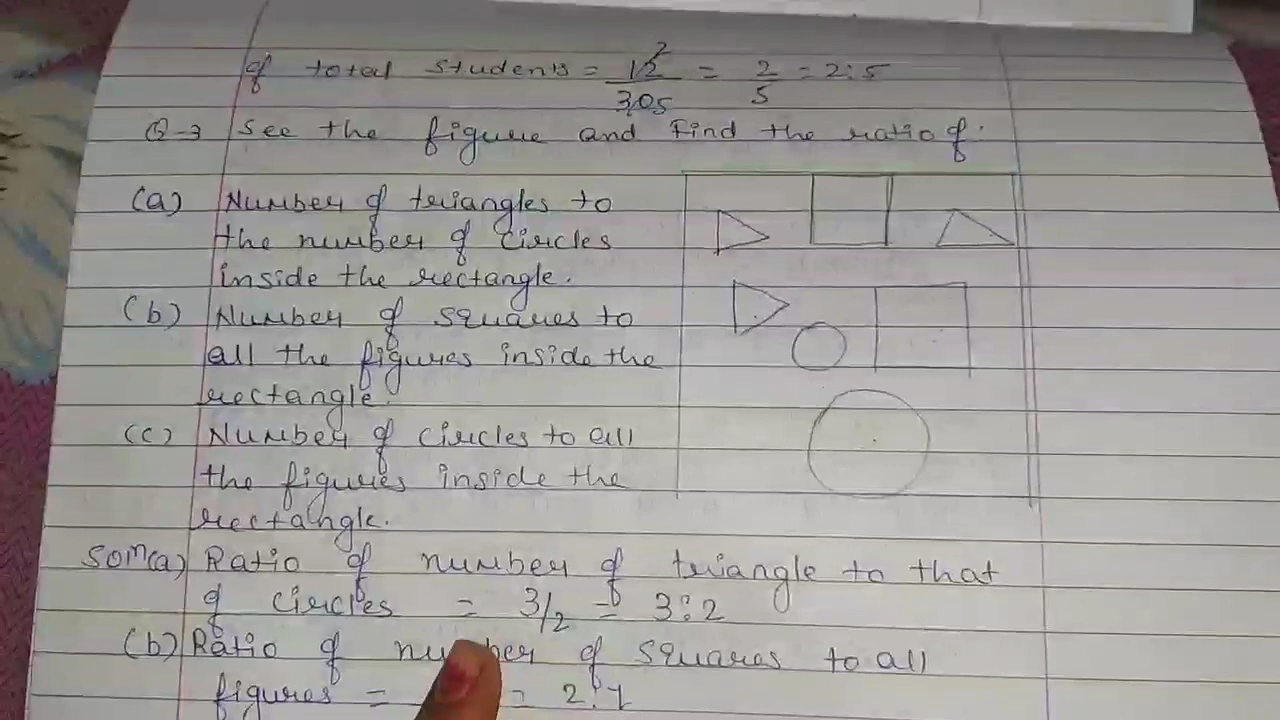 of total students = 12 2 / 30 5 = 2/5 = 2:5
Q-3 See the figure and Find the ratio of:
(a) Number of triangles to
the number of circles
inside the rectangle.
(b) Number of squares to
all the figures inside the
rectangle.
(c) Number of circles to all
the figures inside the
rectangle.
Som(a) Ratio of number of triangle to that
of circles = 3/2 = 3:2
(b) Ratio of number of squares to all
figures = = 2: